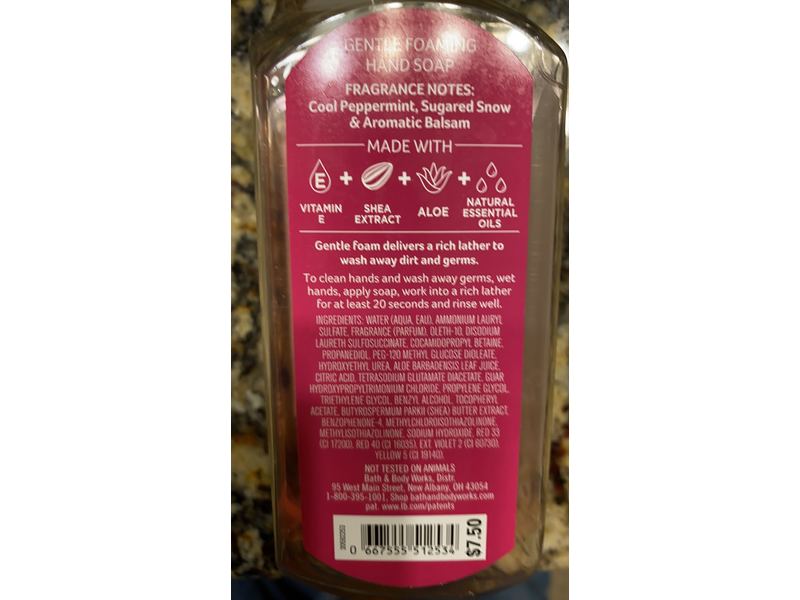 GENTLE FOAMING
HAND SOAP
FRAGRANCE NOTES:
Cool Peppermint, Sugared Snow
& Aromatic Balsam
MADE WITH
E + + +
VITAMIN E SHEA EXTRACT ALOE NATURAL ESSENTIAL OILS
Gentle foam delivers a rich lather to
wash away dirt and germs.
To clean hands and wash away germs, wet
hands, apply soap, work into a rich lather
for at least 20 seconds and rinse well.
INGREDIENTS: WATER (AQUA, EAU), AMMONIUM LAURYL
SULFATE, FRAGRANCE (PARFUM), OLETH-10, DISODIUM
LAURETH SULFOSUCCINATE, COCAMIDOPROPYL BETAINE,
PROPANEDIOL, PEG-120 METHYL GLUCOSE DIOLEATE,
HYDROXYETHYL UREA, ALOE BARBADENSIS LEAF JUICE,
CITRIC ACID, TETRASODIUM GLUTAMATE DIACETATE, GUAR
HYDROXYPROPYLTRIMONIUM CHLORIDE, PROPYLENE GLYCOL,
TRIETHYLENE GLYCOL, BENZYL ALCOHOL, TOCOPHERYL
ACETATE, BUTYROSPERMUM PARKII (SHEA) BUTTER EXTRACT,
BENZOPHENONE-4, METHYLCHLOROISOTHIAZOLINONE,
METHYLISOTHIAZOLINONE, SODIUM HYDROXIDE, RED 33
(CI 17200), RED 40 (CI 16035), EXT. VIOLET 2 (CI 60730),
YELLOW 5 (CI 19140).
NOT TESTED ON ANIMALS
Bath & Body Works, Distr.
95 West Main Street, New Albany, OH 43054
1-800-395-1001, Shop bathandbodyworks.com
pat. www.lb.com/patents
0 667555 512534
$7.50